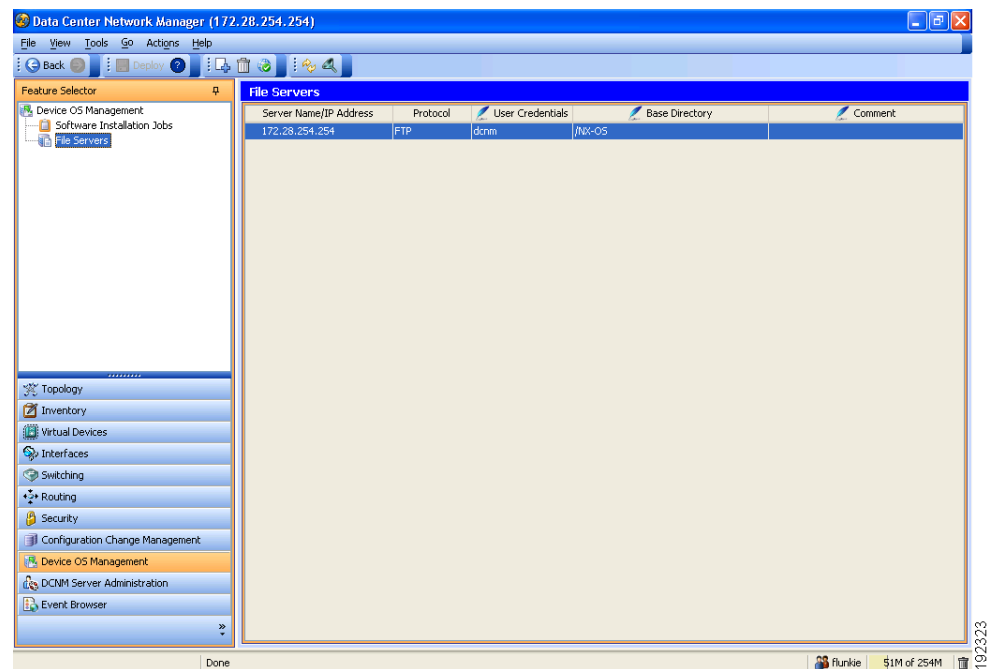 Data Center Network Manager (172.28.254.254)
File View Tools Go Actions Help
Back Deploy ?
Feature Selector
Device OS Management
Software Installation Jobs
File Servers
File Servers
Server Name/IP Address Protocol User Credentials Base Directory Comment
172.28.254.254 FTP dcnm /NX-OS
Topology
Inventory
Virtual Devices
Interfaces
Switching
Routing
Security
Configuration Change Management
Device OS Management
DCNM Server Administration
Event Browser
»
Done
flunkie 51M of 254M
192323